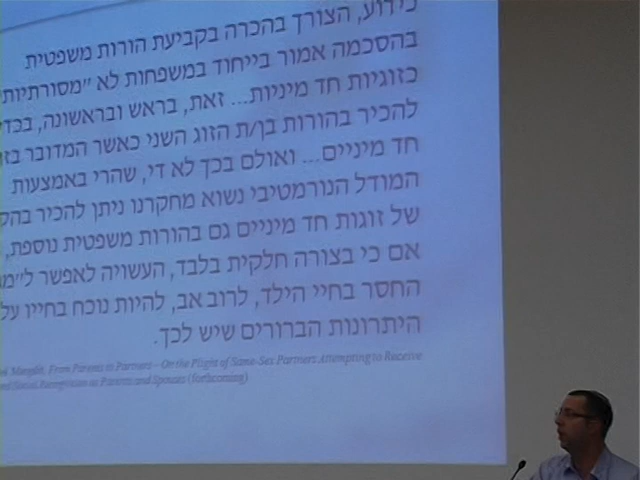 כידוע, הצורך בהכרה בקביעת הורות משפטית
בהסכמה אמור בייחוד במשפחות לא "מסורתיות
כזוגיות חד מיניות... זאת, בראש ובראשונה, בכדי
להכיר בהורות בן/ת הזוג השני כאשר המדובר
חד מיניים... ואולם בכך לא די, שהרי באמצעות
המודל הנורמטיבי נשוא מחקרנו ניתן להכיר
של זוגות חד מיניים גם בהורות משפטית נוספת,
אם כי בצורה חלקית בלבד, העשויה לאפשר
החסר בחיי הילד, לרוב אב, להיות נוכח בחייו על
היתרונות הברורים שיש לכך.
From Parents to Partners – On the Plight of Same-Sex Partners Attempting to Receive
Recognition as Parents and Spouses (forthcoming)